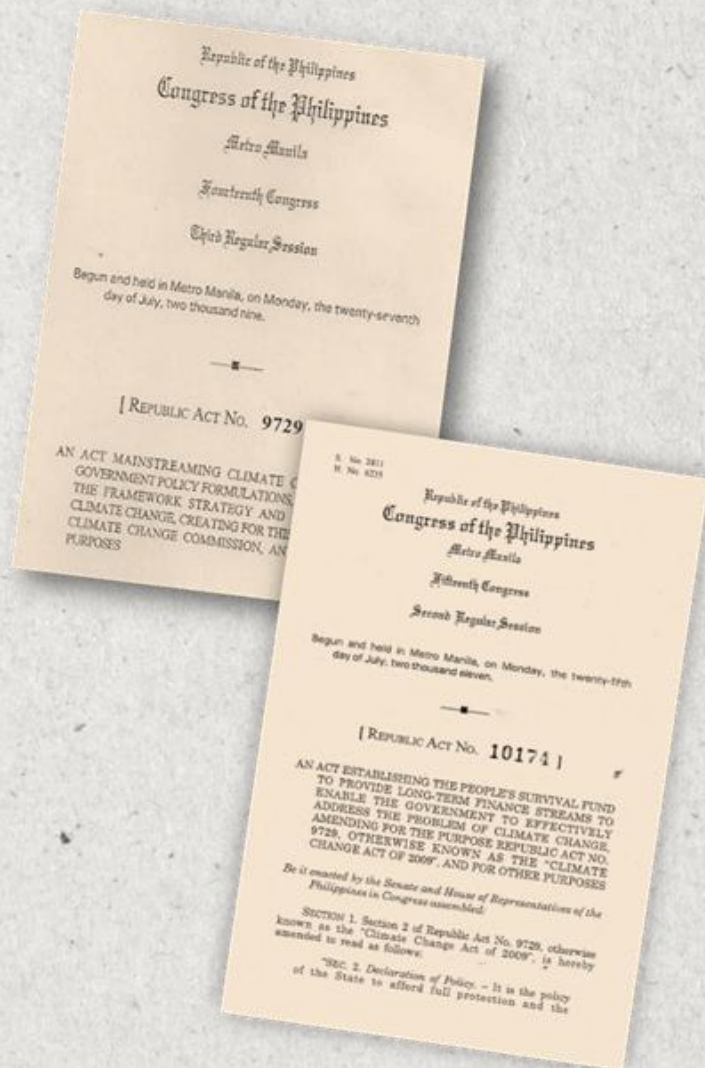 Republic of the Philippines
Congress of the Philippines
Metro Manila
Fourteenth Congress
Third Regular Session
Begun and held in Metro Manila, on Monday, the twenty-seventh
day of July, two thousand nine.
[ REPUBLIC ACT NO. 9729
AN ACT MAINSTREAMING CLIMATE C
GOVERNMENT POLICY FORMULATIONS,
THE FRAMEWORK STRATEGY AND
CLIMATE CHANGE, CREATING FOR THI
CLIMATE CHANGE COMMISSION, AN
PURPOSES
S. No 2811
H. No 6235
Republic of the Philippines
Congress of the Philippines
Metro Manila
Fifteenth Congress
Second Regular Session
Begun and held in Metro Manila, on Monday, the twenty-fifth
day of July, two thousand eleven.
[ REPUBLIC ACT NO. 10174 ]
AN ACT ESTABLISHING THE PEOPLE'S SURVIVAL FUND
TO PROVIDE LONG-TERM FINANCE STREAMS TO
ENABLE THE GOVERNMENT TO EFFECTIVELY
ADDRESS THE PROBLEM OF CLIMATE CHANGE,
AMENDING FOR THE PURPOSE REPUBLIC ACT NO.
9729, OTHERWISE KNOWN AS THE "CLIMATE
CHANGE ACT OF 2009", AND FOR OTHER PURPOSES
Be it enacted by the Senate and House of Representatives of the
Philippines in Congress assembled:
SECTION 1. Section 2 of Republic Act No. 9729, otherwise
known as the "Climate Change Act of 2009", is hereby
amended to read as follows:
"SEC. 2. Declaration of Policy. – It is the policy
of the State to afford full protection and the